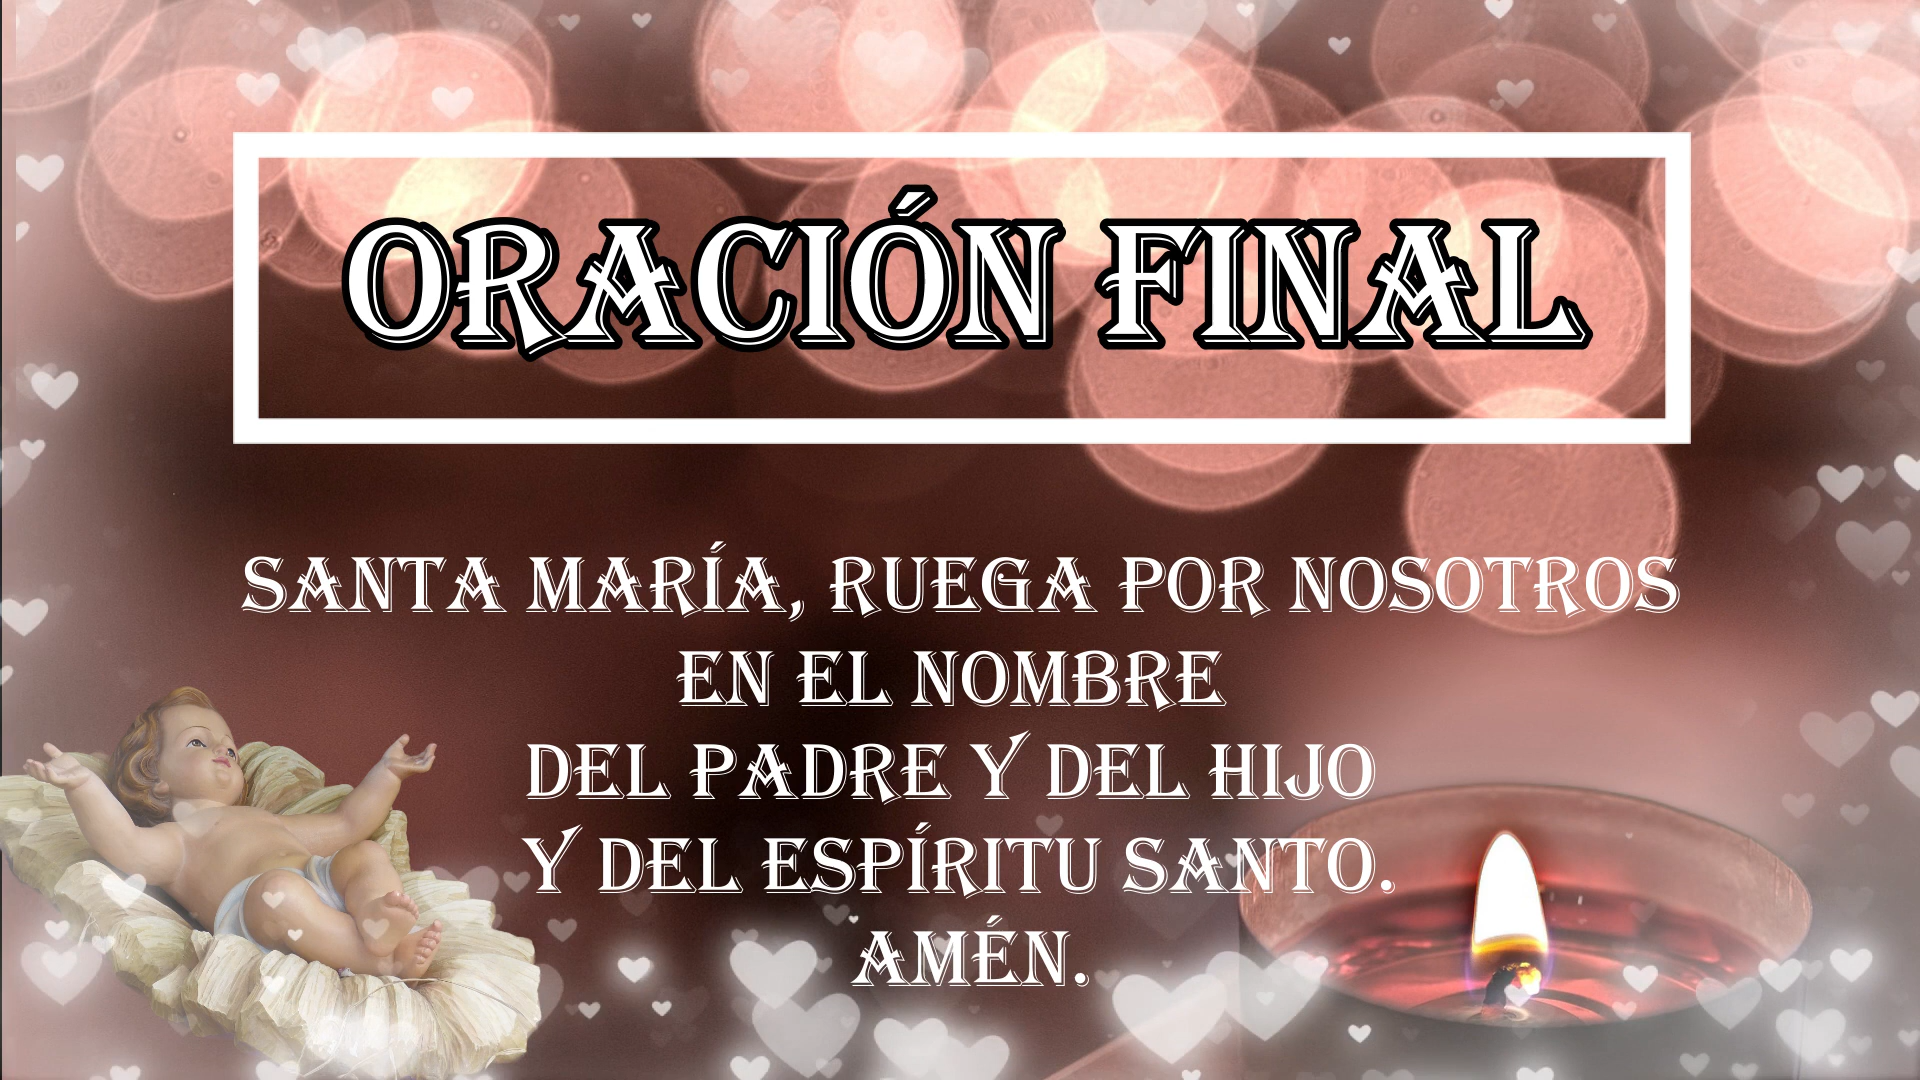 ORACIÓN FINAL
SANTA MARÍA, RUEGA POR NOSOTROS
EN EL NOMBRE
DEL PADRE Y DEL HIJO
Y DEL ESPÍRITU SANTO.
AMÉN.